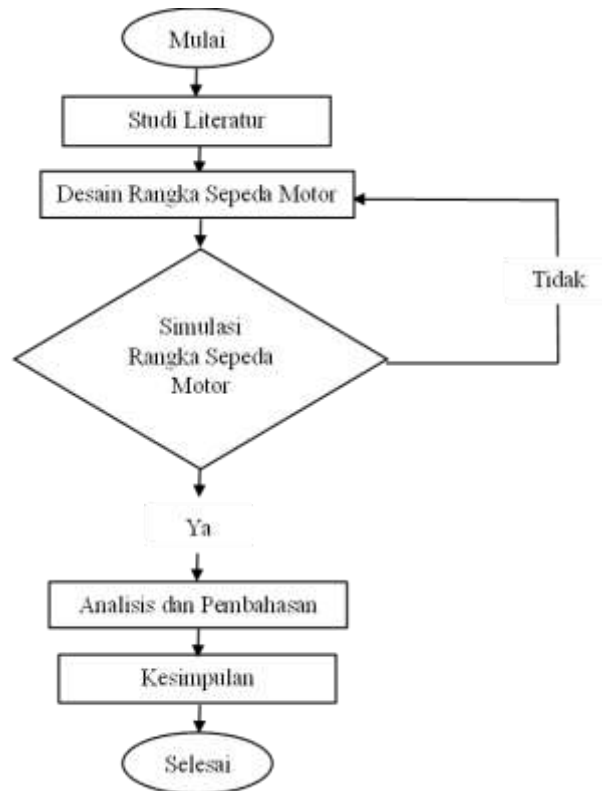 Mulai
Studi Literatur
Desain Rangka Sepeda Motor
Tidak
Simulasi
Rangka Sepeda
Motor
Ya
Analisis dan Pembahasan
Kesimpulan
Selesai